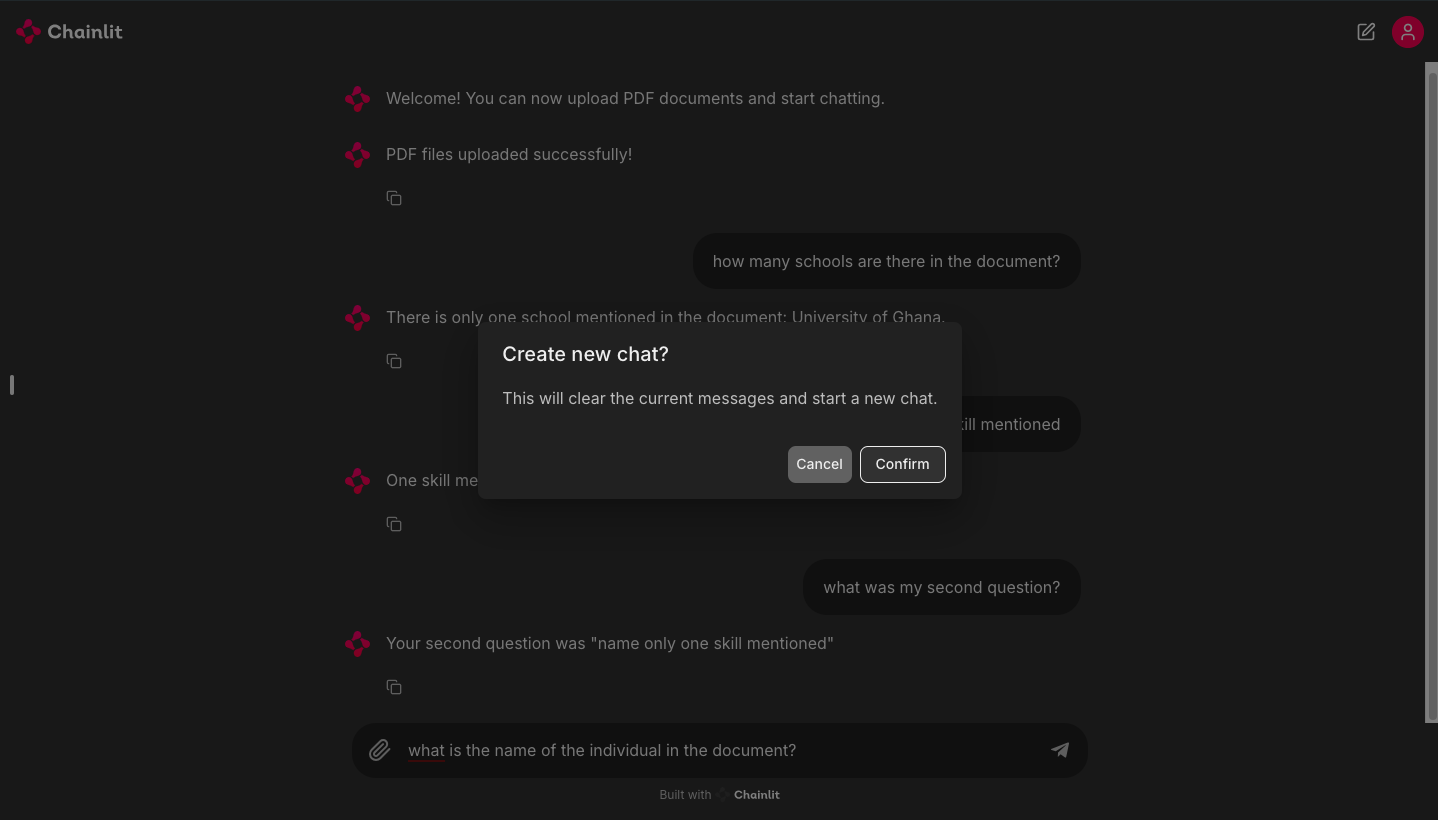 Chainlit
Welcome! You can now upload PDF documents and start chatting.
PDF files uploaded successfully!
how many schools are there in the document?
There is only one school mentioned in the document: University of Ghana.
Create new chat?
This will clear the current messages and start a new chat.
kill mentioned
Cancel Confirm
One skill me
what was my second question?
Your second question was "name only one skill mentioned"
what is the name of the individual in the document?
Built with Chainlit